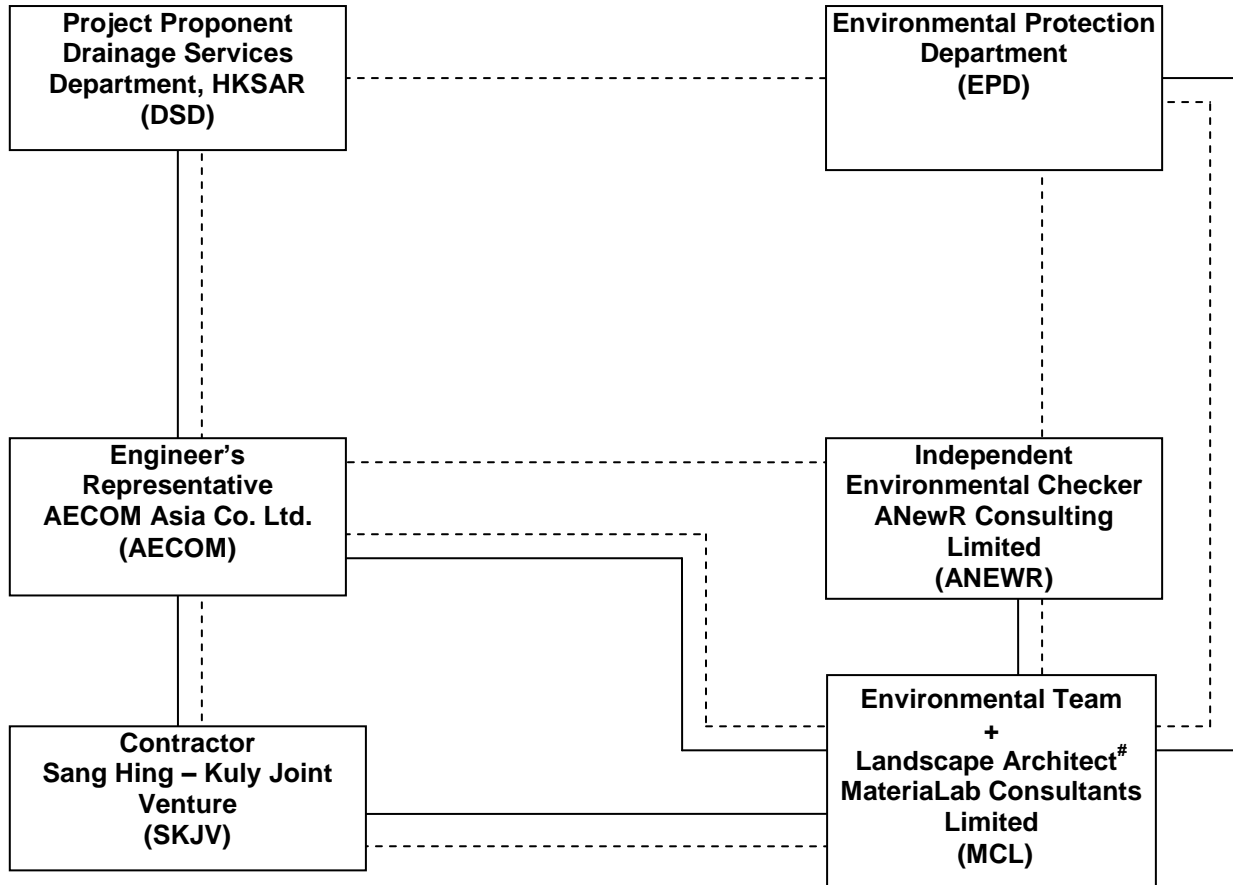 Project Proponent
Drainage Services
Department, HKSAR
(DSD)
Environmental Protection
Department
(EPD)
Engineer's
Representative
AECOM Asia Co. Ltd.
(AECOM)
Independent
Environmental Checker
ANewR Consulting
Limited
(ANEWR)
Contractor
Sang Hing – Kuly Joint
Venture
(SKJV)
Environmental Team
+
Landscape Architect#
MateriaLab Consultants
Limited
(MCL)